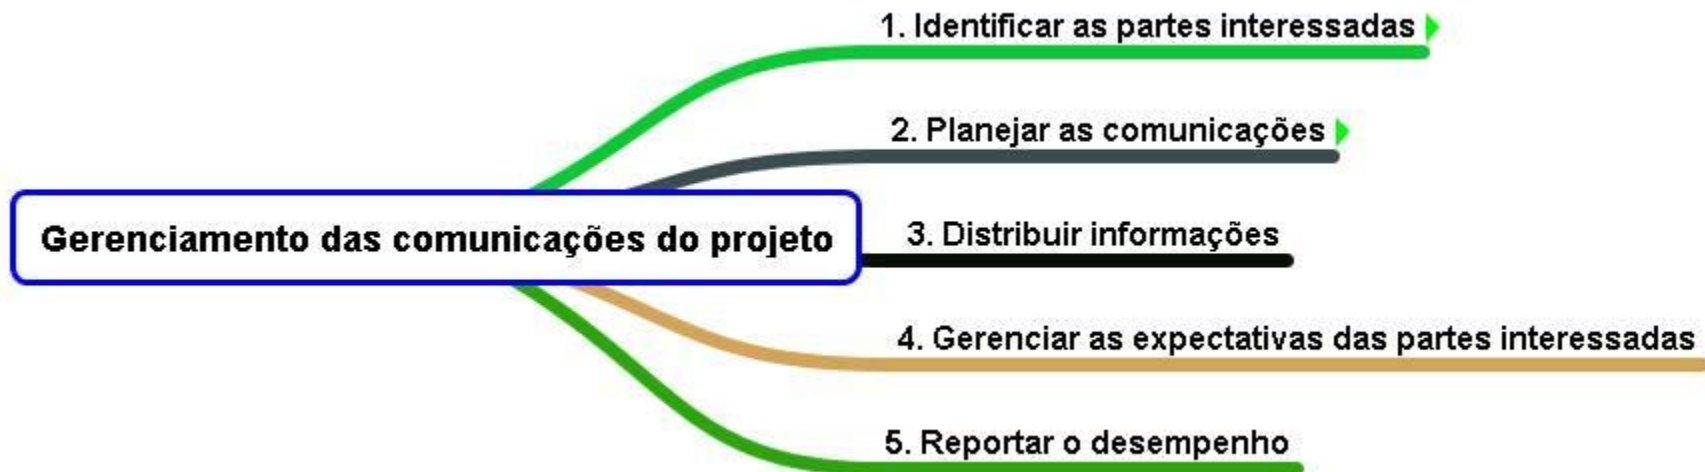 1. Identificar as partes interessadas
2. Planejar as comunicações
Gerenciamento das comunicações do projeto
3. Distribuir informações
4. Gerenciar as expectativas das partes interessadas
5. Reportar o desempenho